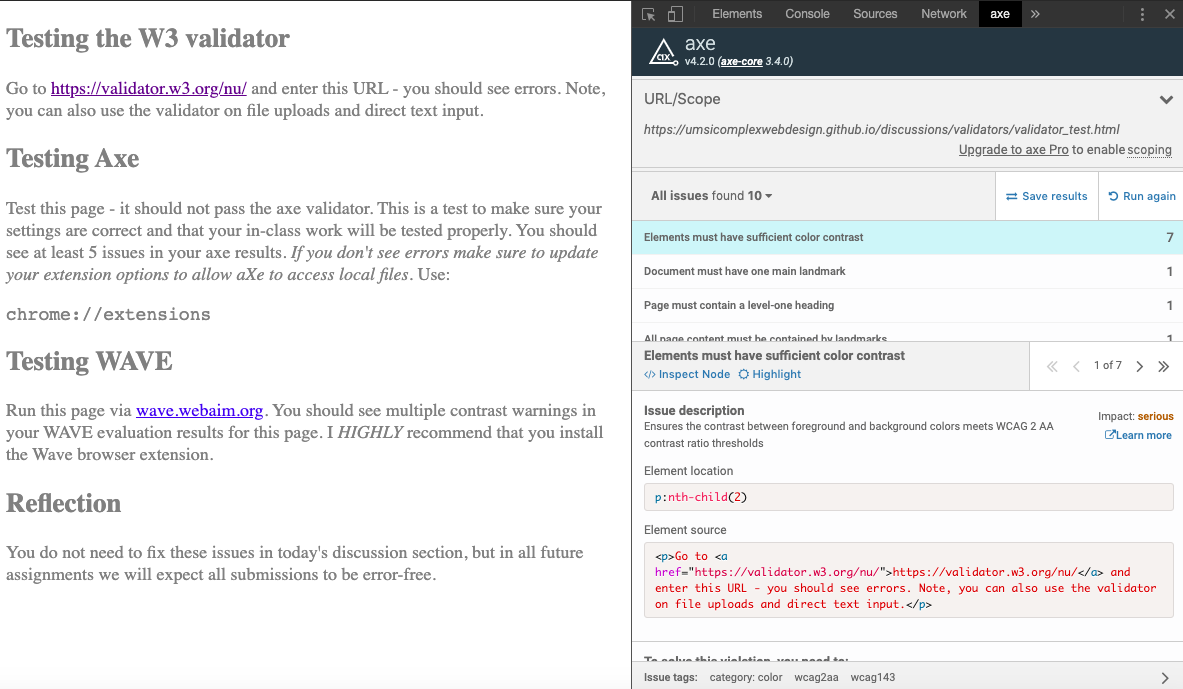 Testing the W3 validator
Go to https://validator.w3.org/nu/ and enter this URL - you should see errors. Note,
you can also use the validator on file uploads and direct text input.
Testing Axe
Test this page - it should not pass the axe validator. This is a test to make sure your
settings are correct and that your in-class work will be tested properly. You should
see at least 5 issues in your axe results. If you don't see errors make sure to update
your extension options to allow aXe to access local files. Use:
chrome://extensions
Testing WAVE
Run this page via wave.webaim.org. You should see multiple contrast warnings in
your WAVE evaluation results for this page. I HIGHLY recommend that you install
the Wave browser extension.
Reflection
You do not need to fix these issues in today's discussion section, but in all future
assignments we will expect all submissions to be error-free.
Elements Console Sources Network axe »
axe
v4.2.0 (axe-core 3.4.0)
URL/Scope
https://umsicomplexwebdesign.github.io/discussions/validators/validator_test.html
Upgrade to axe Pro to enable scoping
All issues found 10
Save results
Run again
Elements must have sufficient color contrast 7
Document must have one main landmark 1
Page must contain a level-one heading 1
All page content must be contained by landmarks 1
Elements must have sufficient color contrast
</> Inspect Node Highlight
1 of 7
Issue description
Ensures the contrast between foreground and background colors meets WCAG 2 AA
contrast ratio thresholds
Impact: serious
Learn more
Element location
p:nth-child(2)
Element source
<p>Go to <a
href="https://validator.w3.org/nu/">https://validator.w3.org/nu/</a> and
enter this URL - you should see errors. Note, you can also use the validator
on file uploads and direct text input.</p>
To solve this violation, you need to:
Issue tags: category: color wcag2aa wcag143